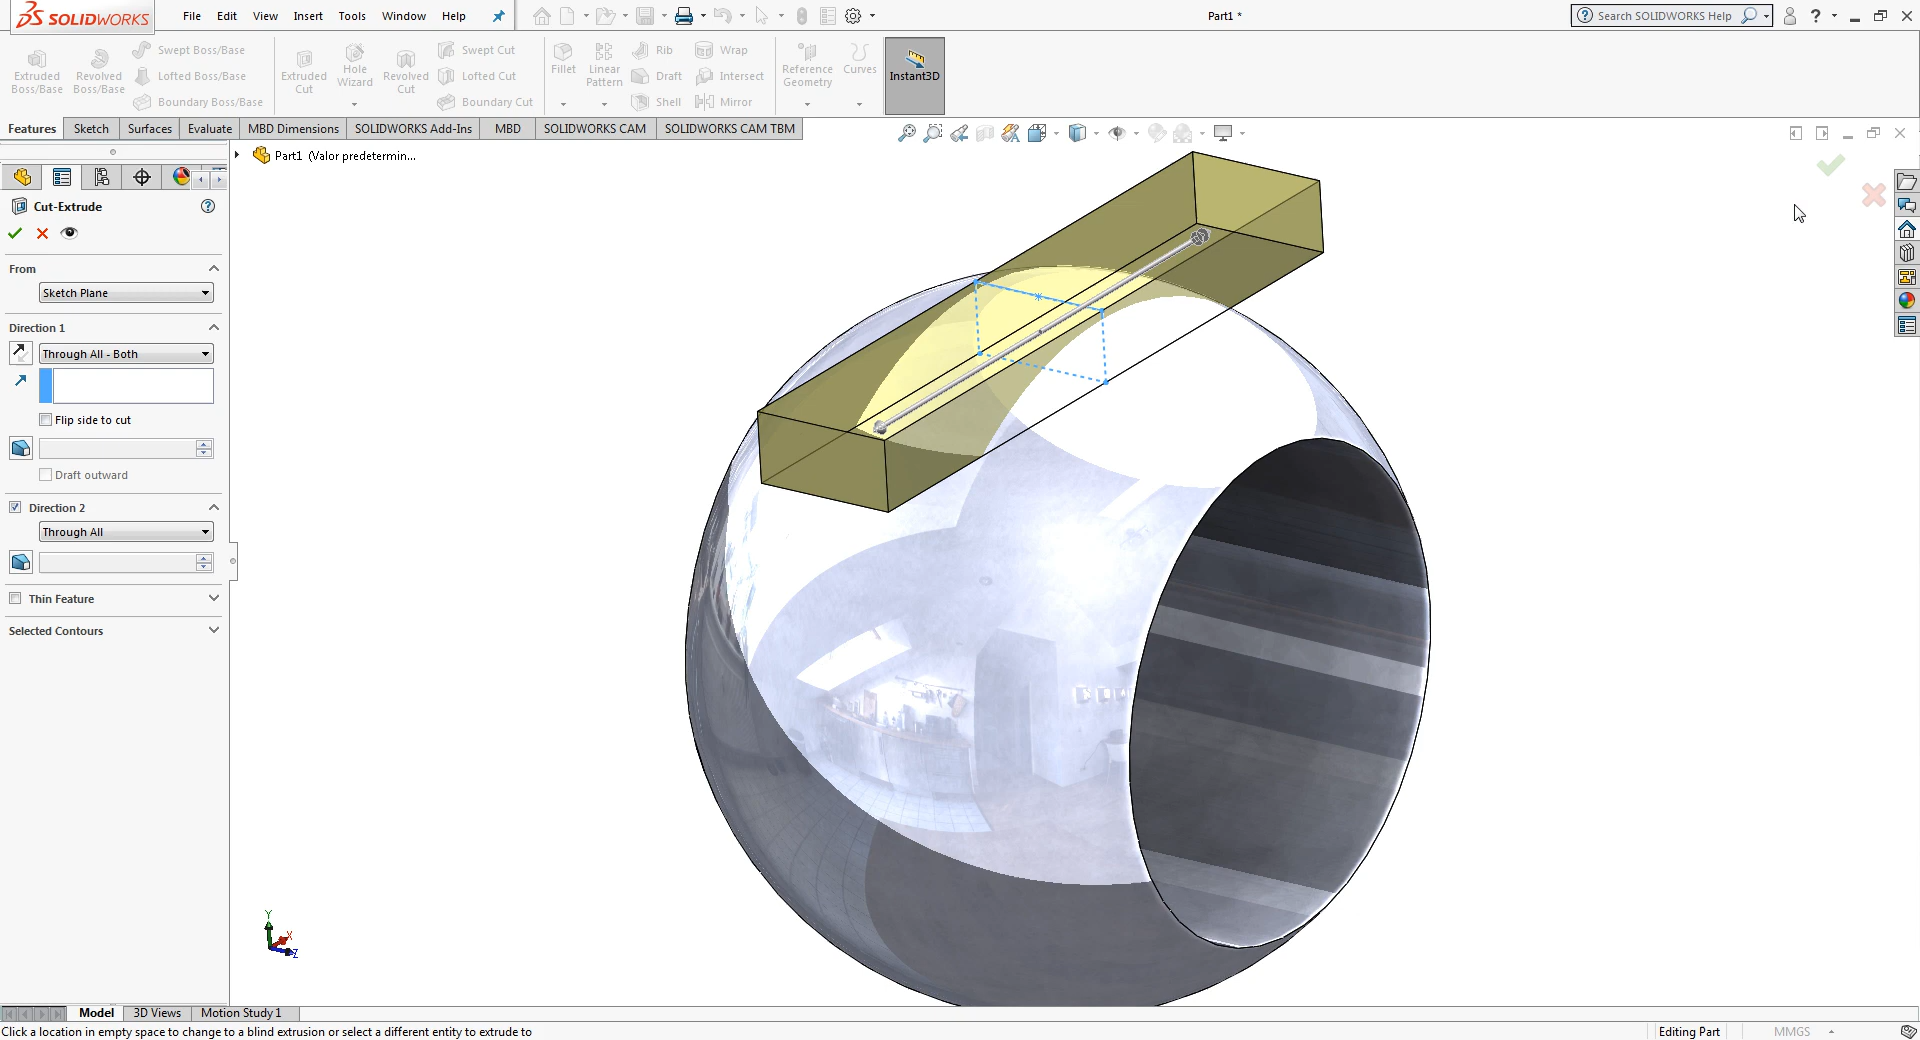 SOLIDWORKS
File Edit View Insert Tools Window Help
Part1 *
Search SOLIDWORKS Help
Extruded Boss/Base
Revolved Boss/Base
Swept Boss/Base
Lofted Boss/Base
Boundary Boss/Base
Extruded Cut
Hole Wizard
Revolved Cut
Swept Cut
Lofted Cut
Boundary Cut
Fillet
Linear Pattern
Rib
Draft
Shell
Wrap
Intersect
Mirror
Reference Geometry
Curves
Instant3D
Features Sketch Surfaces Evaluate MBD Dimensions SOLIDWORKS Add-Ins MBD SOLIDWORKS CAM SOLIDWORKS CAM TBM
Part1 (Valor predetermin...
Cut-Extrude
From
Sketch Plane
Direction 1
Through All - Both
Flip side to cut
Draft outward
Direction 2
Through All
Thin Feature
Selected Contours
Y
X
Z
Model 3D Views Motion Study 1
Click a location in empty space to change to a blind extrusion or select a different entity to extrude to
Editing Part
MMGS